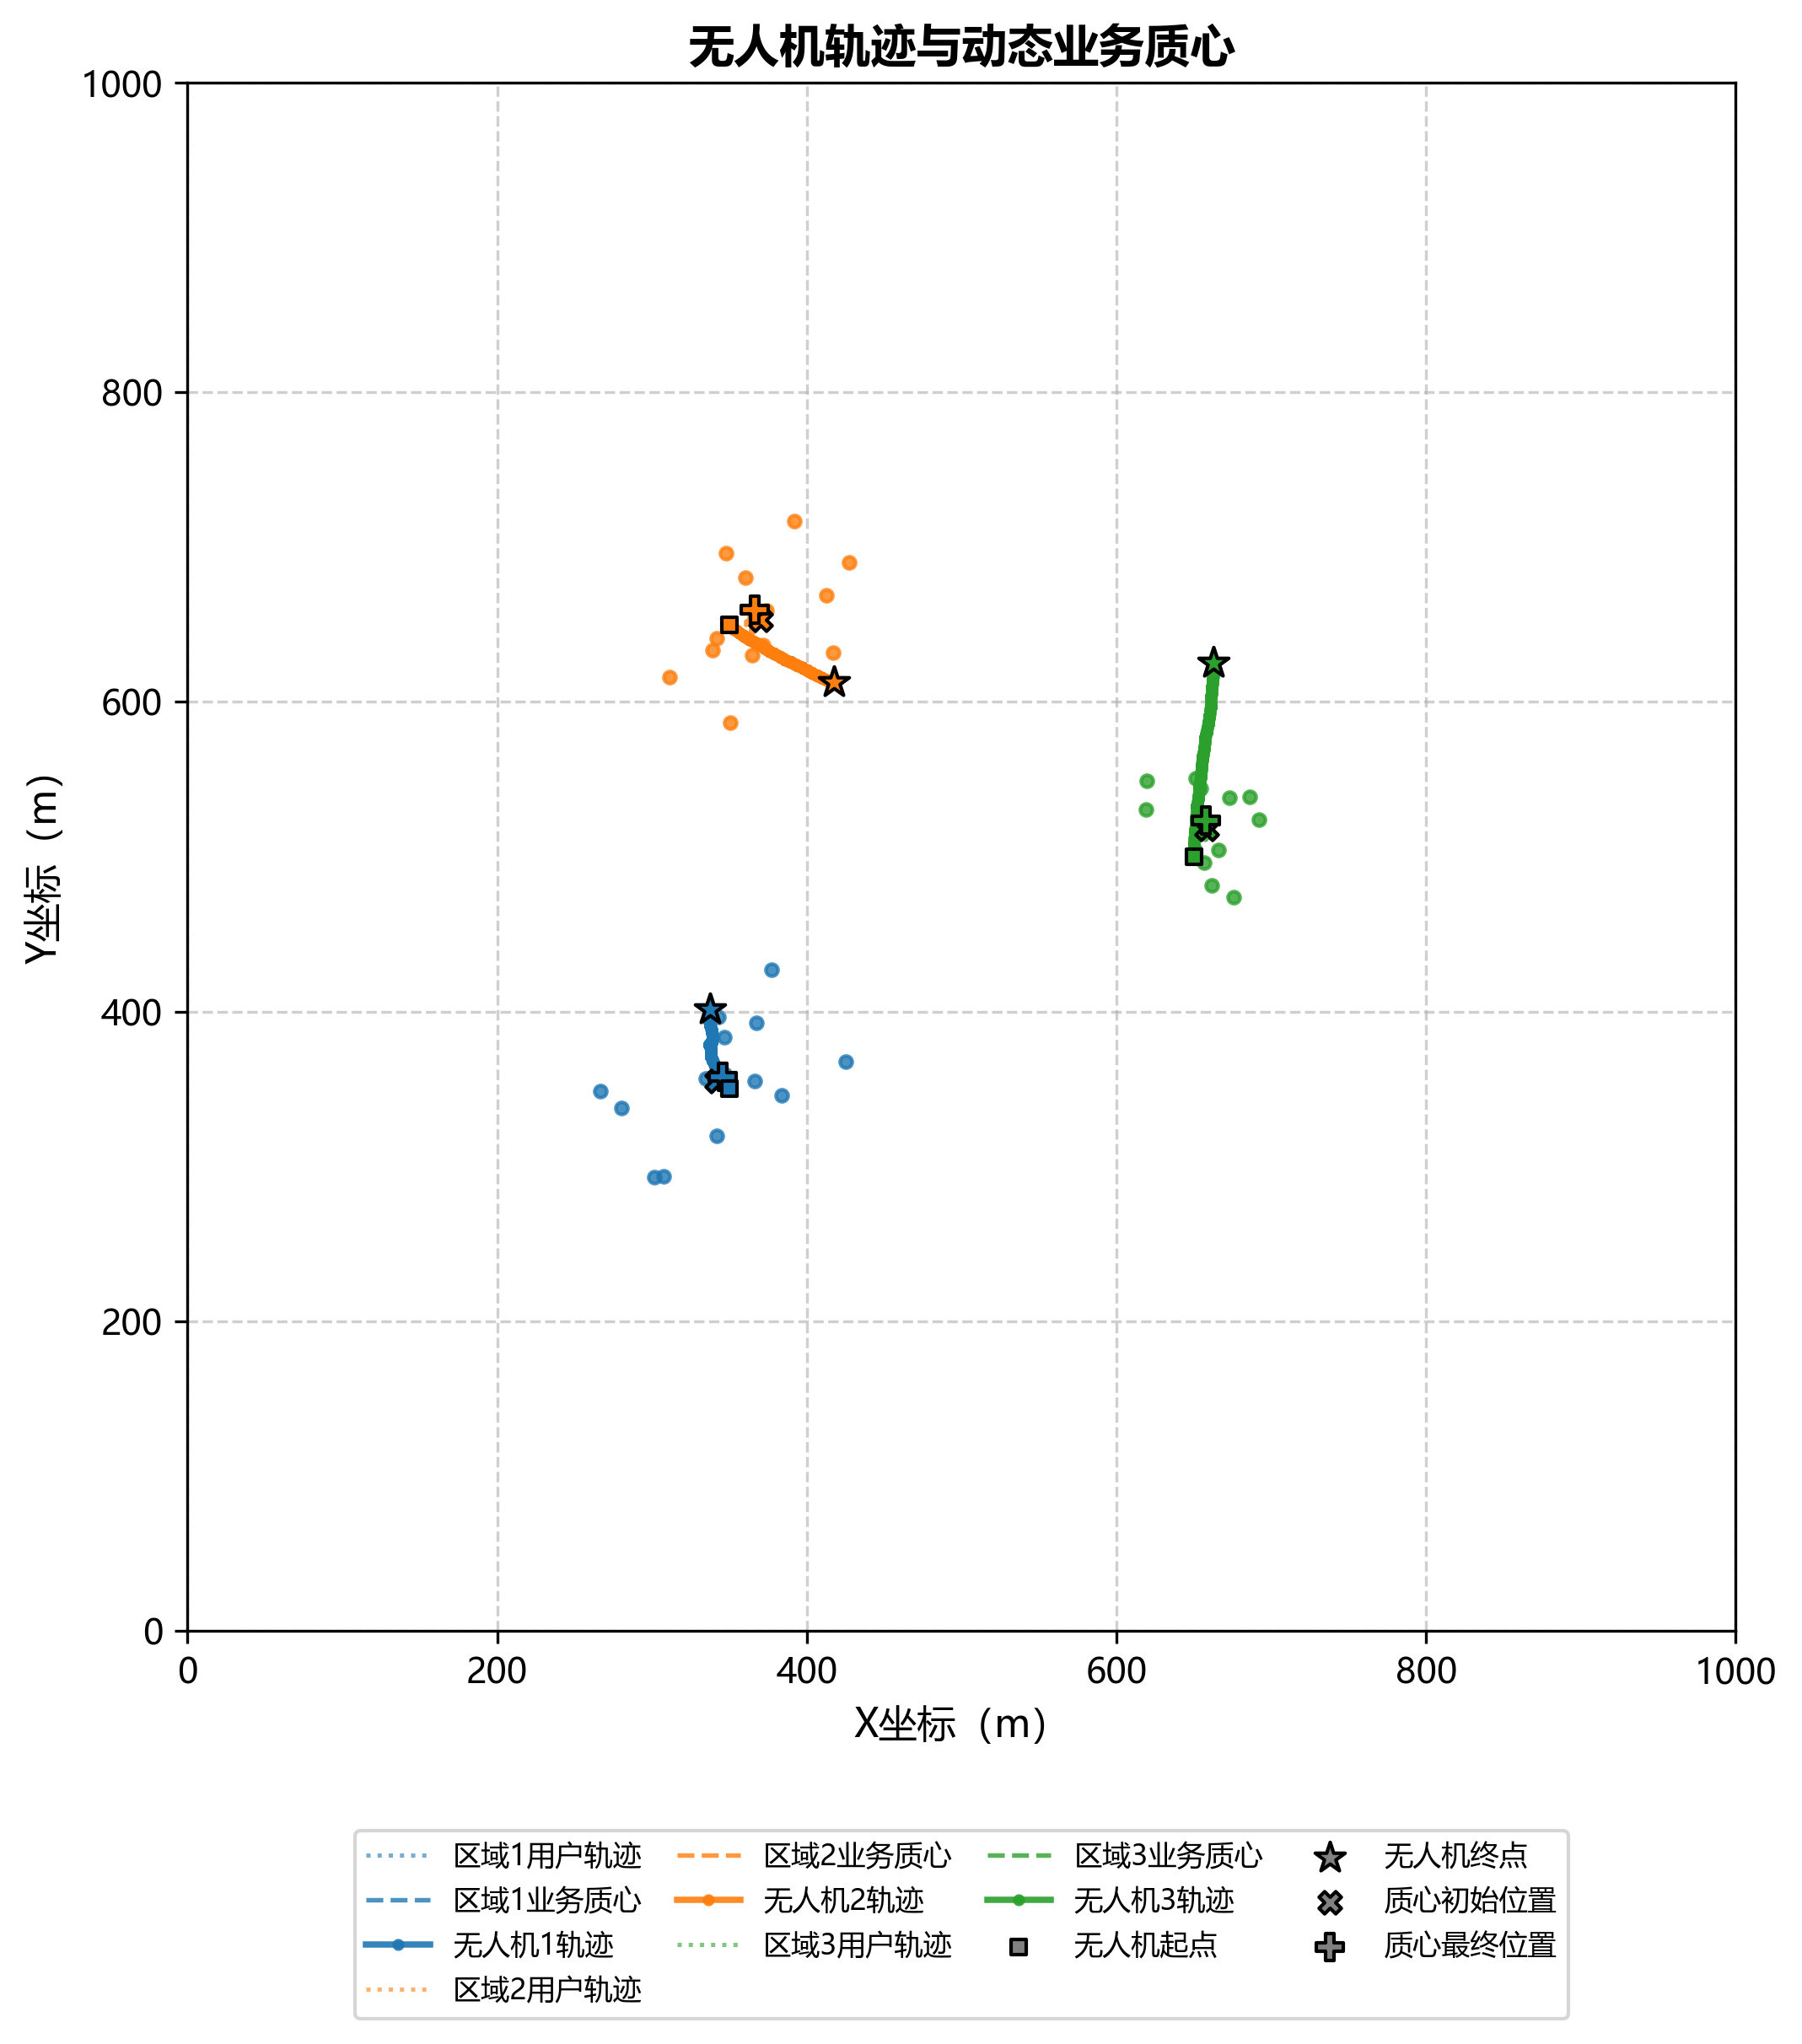 无人机轨迹与动态业务质心
1000
800
600
400
200
0
Y坐标（m）
0 200 400 600 800 1000
X坐标（m）
区域1用户轨迹 区域2业务质心 区域3业务质心 无人机终点
区域1业务质心 无人机2轨迹 无人机3轨迹 质心初始位置
无人机1轨迹 区域3用户轨迹 无人机起点 质心最终位置
区域2用户轨迹